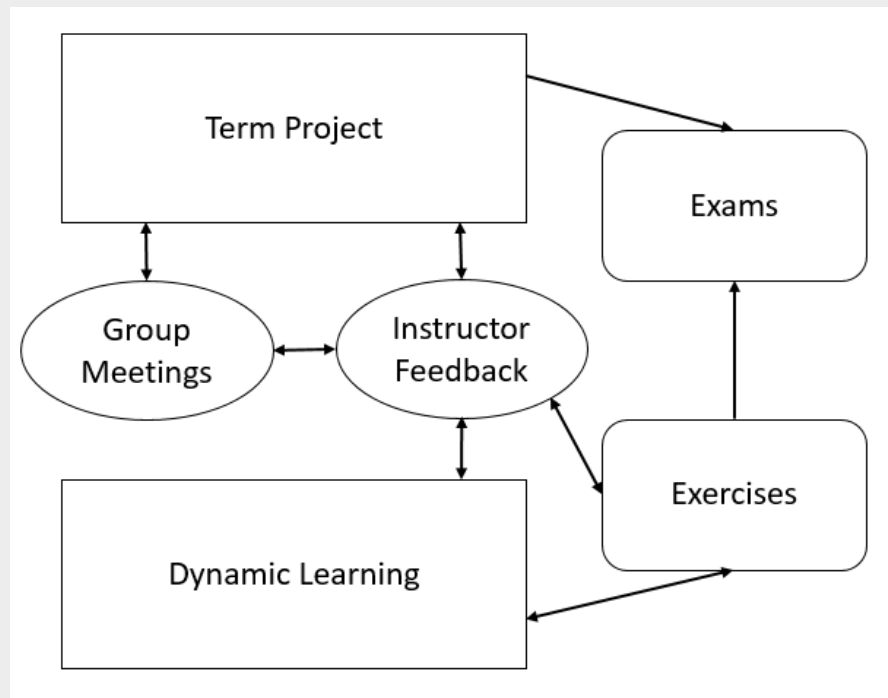 Term Project
Exams
Group
Meetings
Instructor
Feedback
Exercises
Dynamic Learning